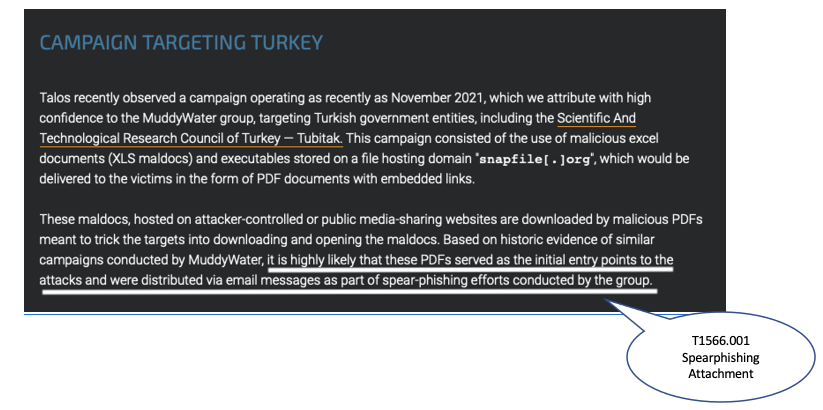 CAMPAIGN TARGETING TURKEY
Talos recently observed a campaign operating as recently as November 2021, which we attribute with high
confidence to the MuddyWater group, targeting Turkish government entities, including the Scientific And
Technological Research Council of Turkey — Tubitak. This campaign consisted of the use of malicious excel
documents (XLS maldocs) and executables stored on a file hosting domain "snapfile[.]org", which would be
delivered to the victims in the form of PDF documents with embedded links.
These maldocs, hosted on attacker-controlled or public media-sharing websites are downloaded by malicious PDFs
meant to trick the targets into downloading and opening the maldocs. Based on historic evidence of similar
campaigns conducted by MuddyWater, it is highly likely that these PDFs served as the initial entry points to the
attacks and were distributed via email messages as part of spear-phishing efforts conducted by the group.
T1566.001
Spearphishing
Attachment